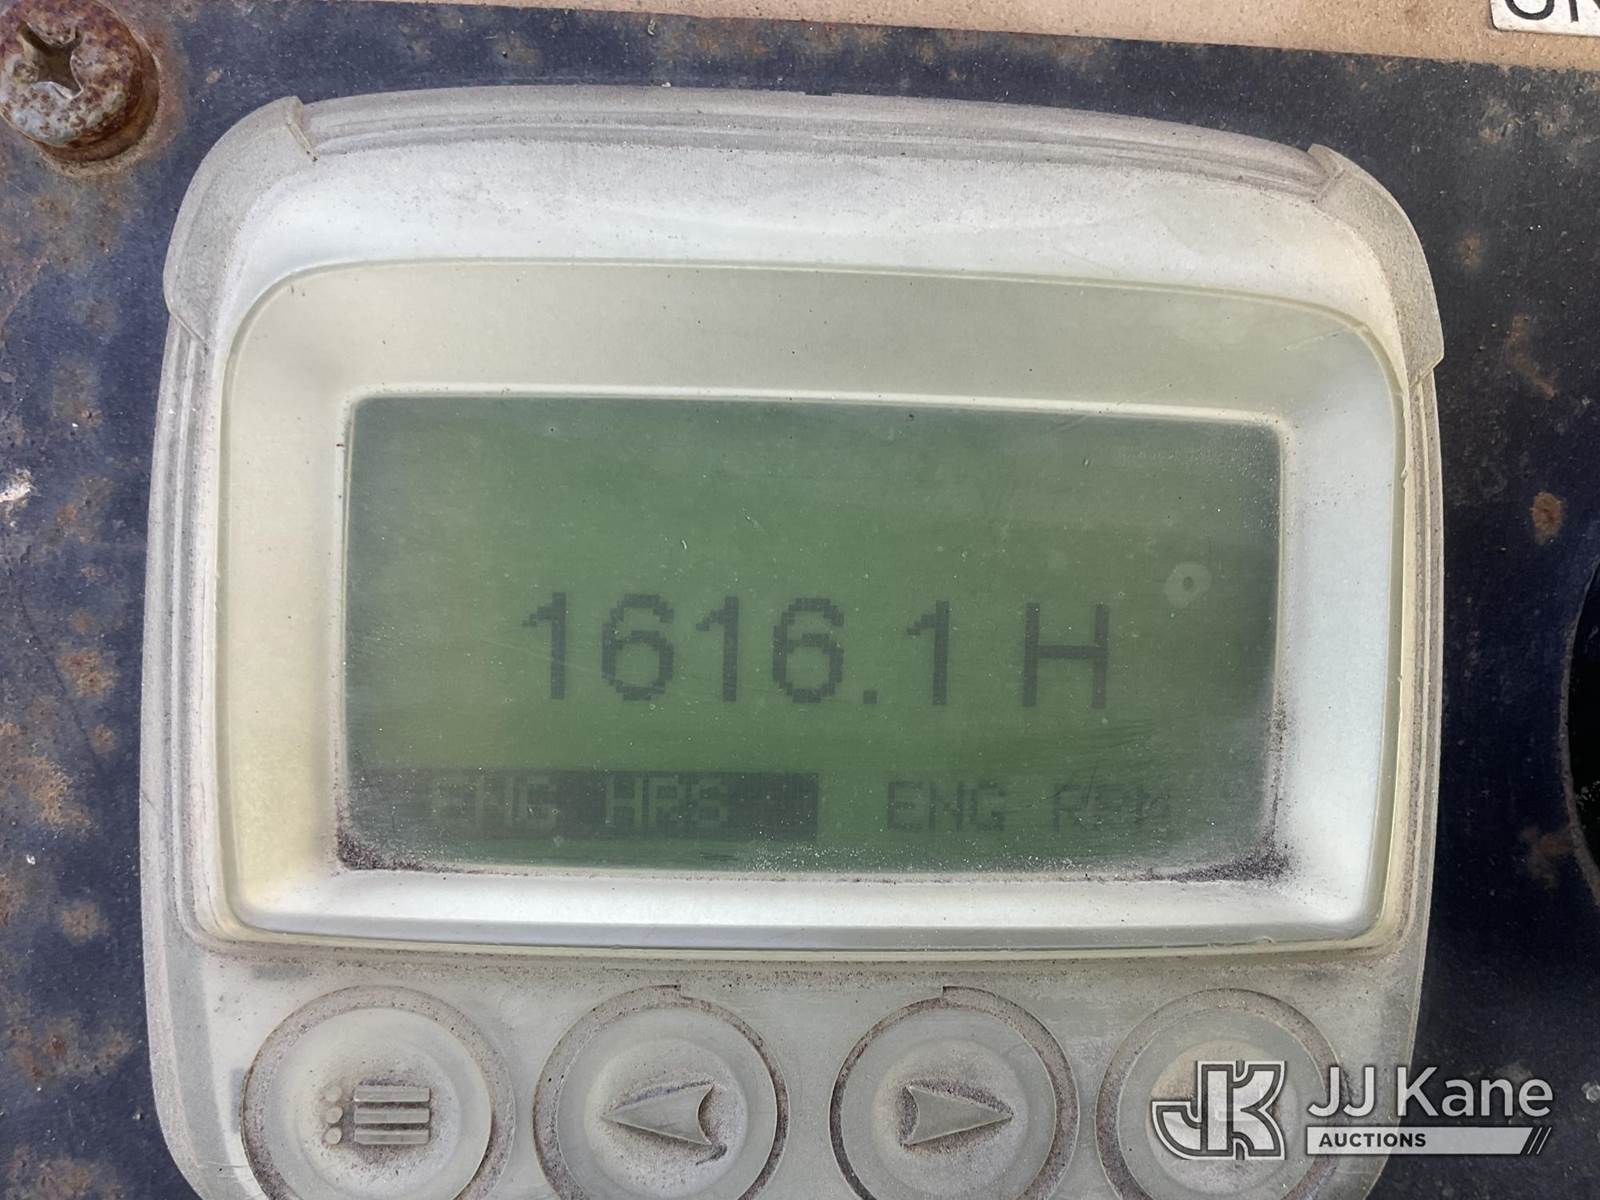 1616.1 H
ENG HRS ENG RPM
JJ Kane
AUCTIONS